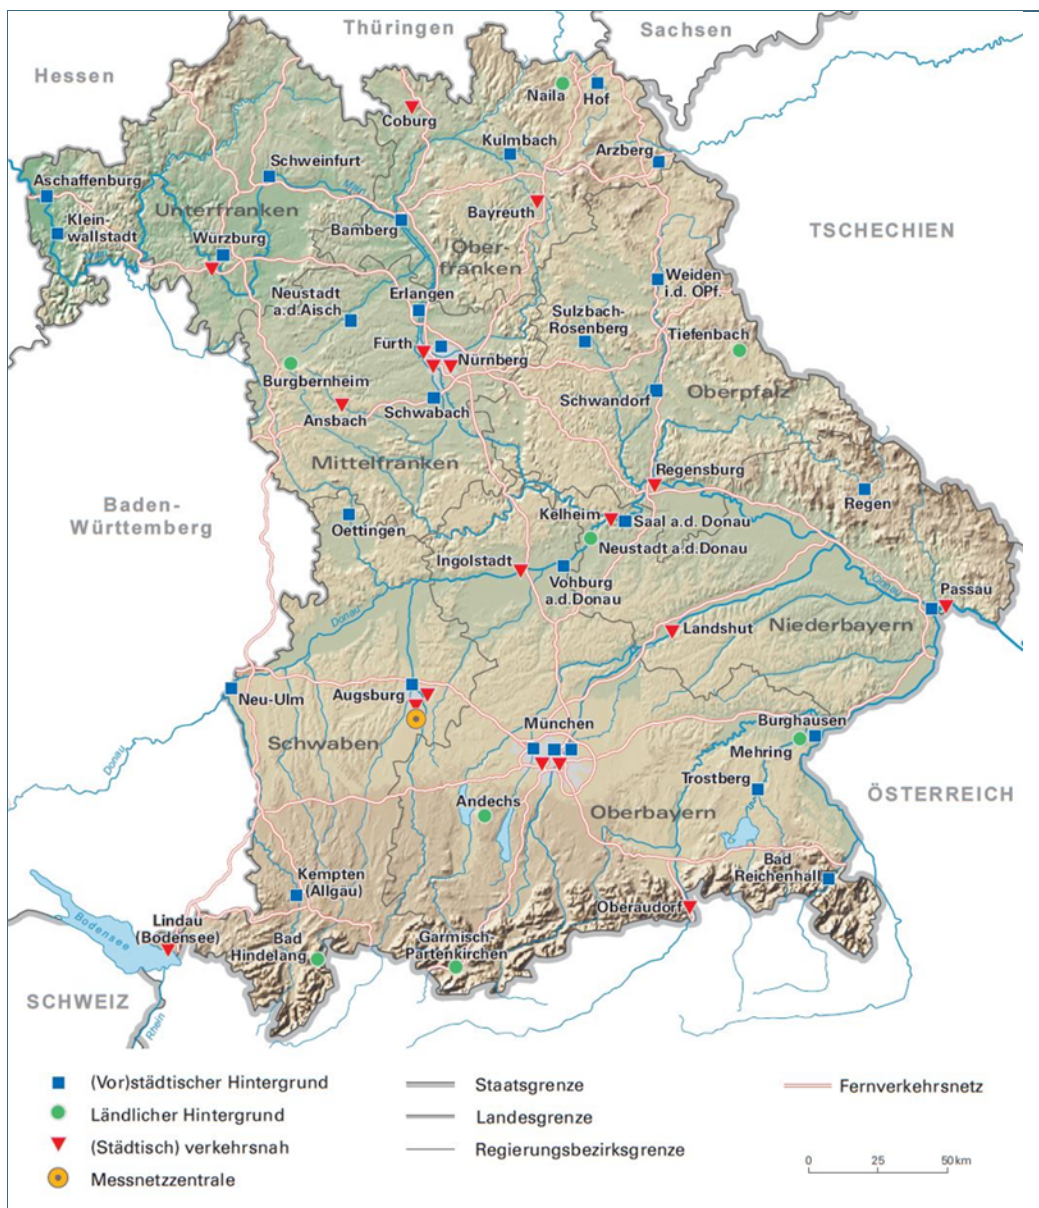 Thüringen
Sachsen
Hessen
Naila
Hof
Coburg
Kulmbach
Arzberg
Schweinfurt
Aschaffenburg
Main
Unterfranken
Bayreuth
Klein-
wallstadt
Bamberg
TSCHECHIEN
Würzburg
Ober-
franken
Weiden
i.d. OPf.
Neustadt
a.d.Aisch
Erlangen
Sulzbach-
Rosenberg
Tiefenbach
Fürth
Nürnberg
Burgbernheim
Oberpfalz
Schwandorf
Ansbach
Schwabach
Mittelfranken
Regensburg
Baden-
Württemberg
Regen
Oettingen
Kelheim
Saal a.d. Donau
Neustadt a.d.Donau
Ingolstadt
Vohburg
a.d.Donau
Donau
Passau
Donau
Landshut
Niederbayern
Neu-Ulm
Augsburg
Burghausen
München
Schwaben
Mehring
Donau
Trostberg
ÖSTERREICH
Andechs
Oberbayern
Bad
Reichenhall
Kempten
(Allgäu)
Oberaudorf
Lindau
(Bodensee)
Bodensee
Bad
Hindelang
Garmisch-
Partenkirchen
SCHWEIZ
Rhein
(Vor)städtischer Hintergrund
Ländlicher Hintergrund
(Städtisch) verkehrsnah
Messnetzzentrale
Staatsgrenze
Landesgrenze
Regierungsbezirksgrenze
Fernverkehrsnetz
0 25 50 km